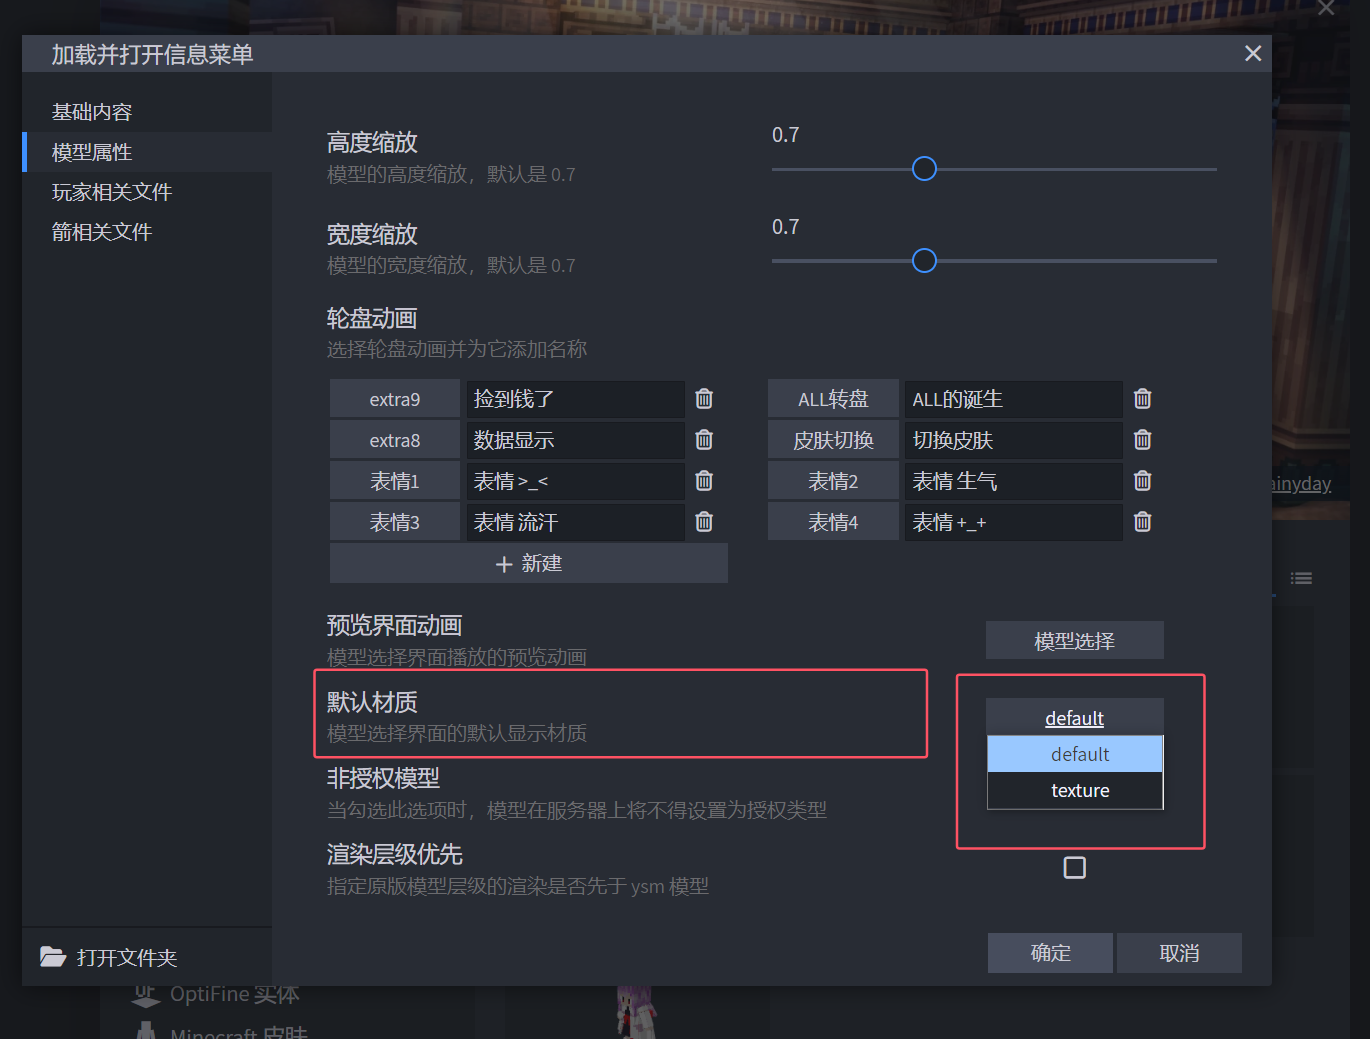 加载并打开信息菜单
基础内容
模型属性
玩家相关文件
箭相关文件
高度缩放
模型的高度缩放，默认是 0.7
0.7
宽度缩放
模型的宽度缩放，默认是 0.7
0.7
轮盘动画
选择轮盘动画并为它添加名称
extra9 捡到钱了 ALL转盘 ALL的诞生
extra8 数据显示 皮肤切换 切换皮肤
表情1 表情 >_< 表情2 表情 生气
表情3 表情 流汗 表情4 表情 +_+
+ 新建
预览界面动画
模型选择界面播放的预览动画
模型选择
默认材质
模型选择界面的默认显示材质
default
default
texture
非授权模型
当勾选此选项时，模型在服务器上将不得设置为授权类型
渲染层级优先
指定原版模型层级的渲染是否先于 ysm 模型
打开文件夹
确定
取消
ainyday
OptiFine 实体
Minecraft 皮肤